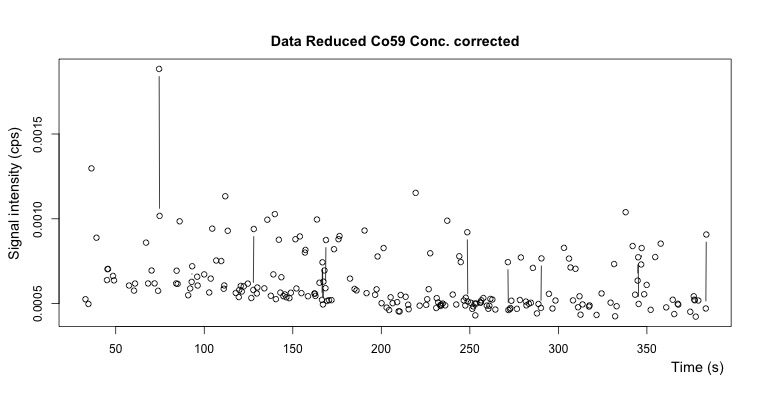 Data Reduced Co59 Conc. corrected
Signal intensity (cps)
0.0015
0.0010
0.0005
50 100 150 200 250 300 350
Time (s)